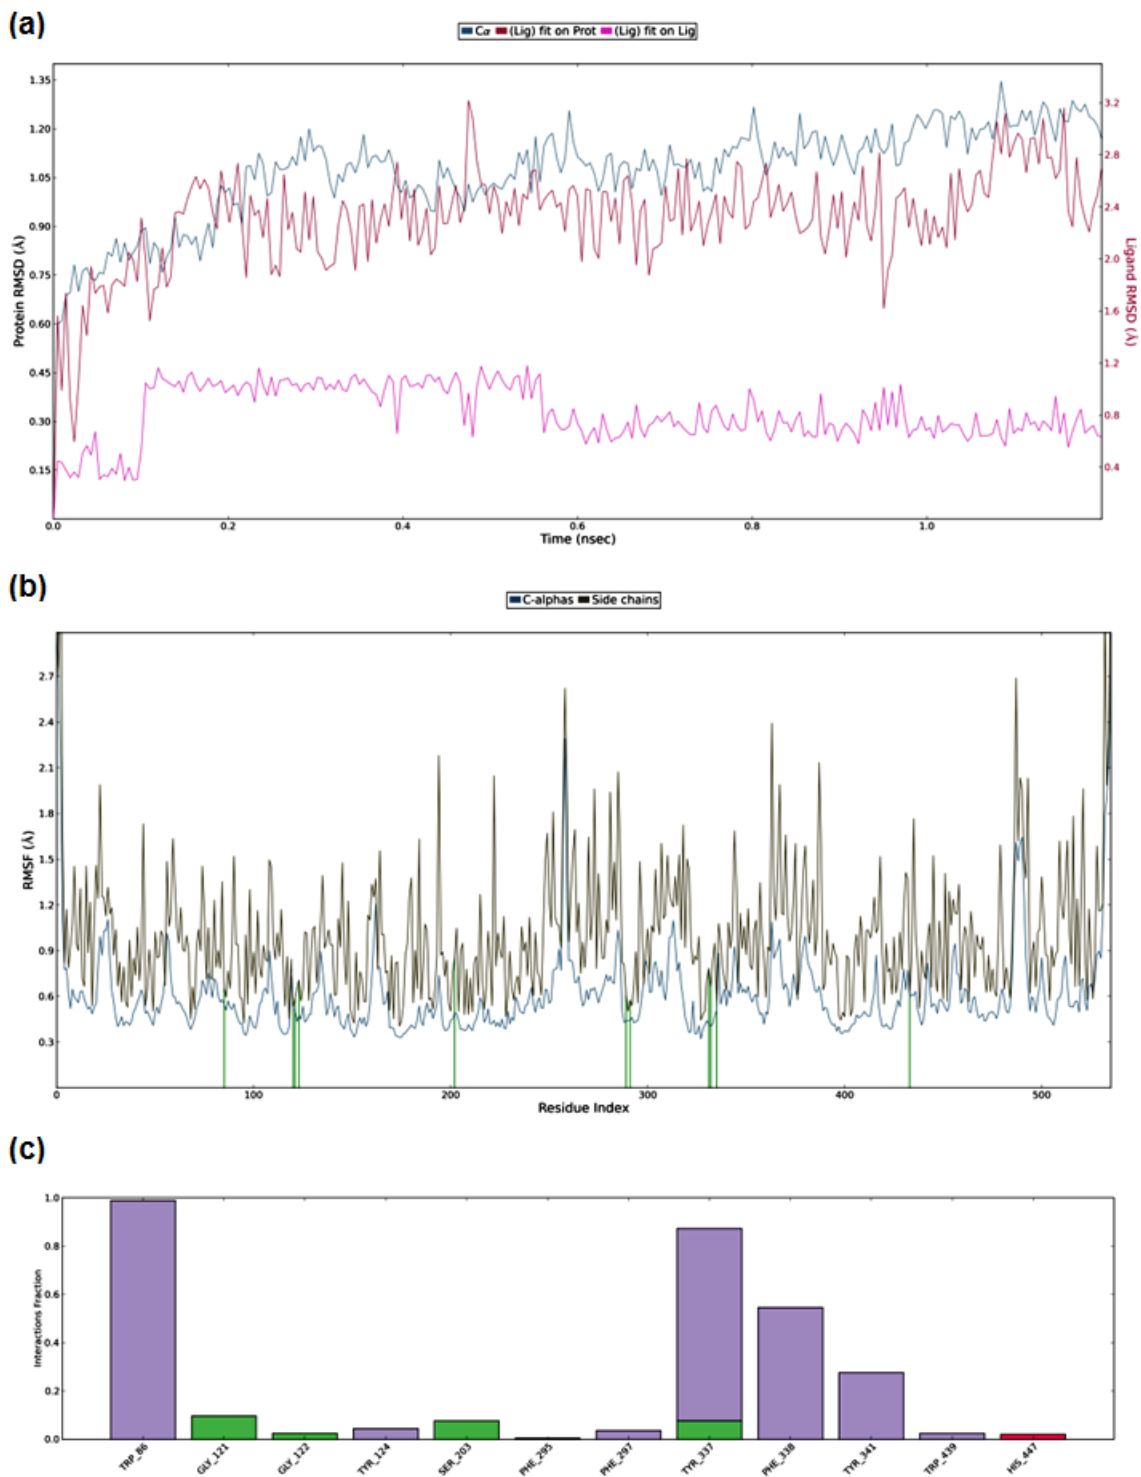 (a)
Cα (Lig) fit on Prot (Lig) fit on Lig
1.35
1.20
1.05
0.90
0.75
0.60
0.45
0.30
0.15
Protein RMSD (Å)
3.2
2.8
2.4
2.0
1.6
1.2
0.8
0.4
Ligand RMSD (Å)
0.0 0.2 0.4 0.6 0.8 1.0
Time (nsec)
(b)
C-alphas Side chains
2.7
2.4
2.1
1.8
1.5
1.2
0.9
0.6
0.3
RMSF (Å)
0 100 200 300 400 500
Residue Index
(c)
1.0
0.8
0.6
0.4
0.2
0.0
Interactions Fraction
TRP_86 GLY_121 GLY_122 TYR_124 SER_203 PHE_295 PHE_297 TYR_337 PHE_338 TYR_341 TRP_439 HIS_447